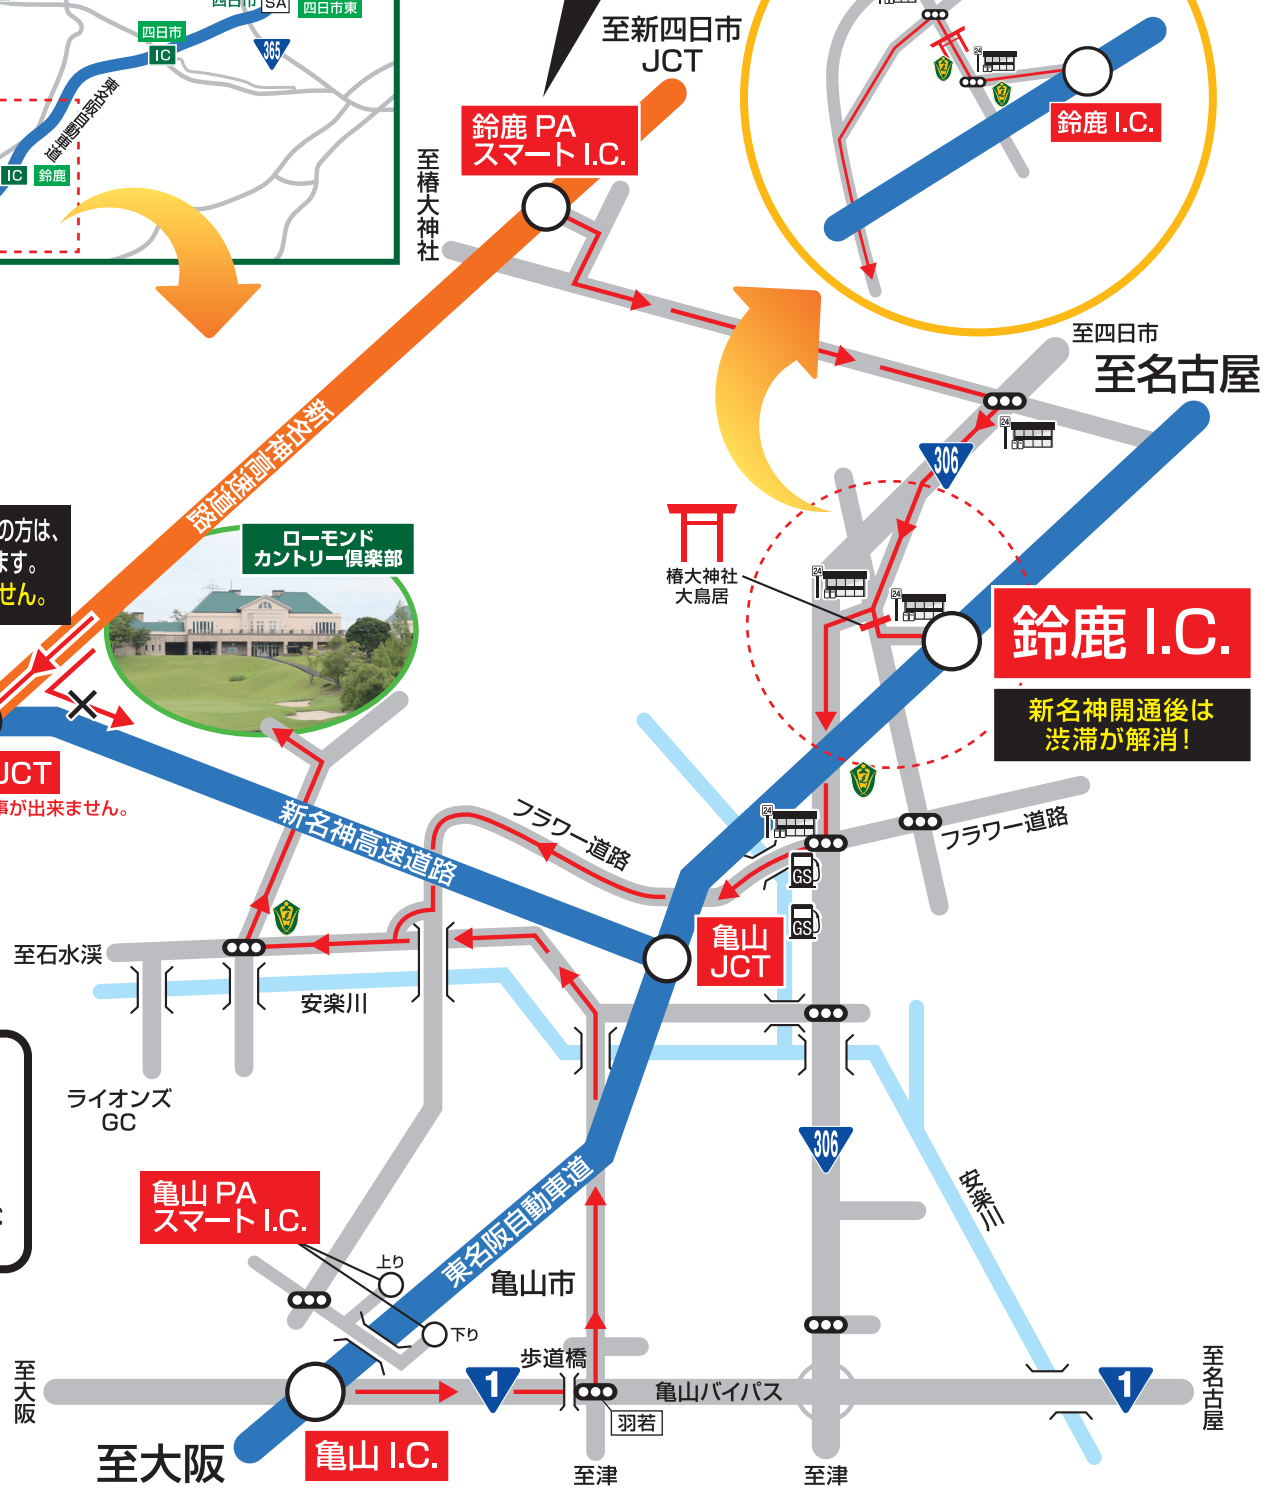 四日市
SA
四日市東
四日市
IC
365
東名阪自動車道
IC
鈴鹿
至新四日市
JCT
鈴鹿 PA
スマート I.C.
至椿大神社
24
鈴鹿 I.C.
至四日市
至名古屋
24
306
新名神高速道路
の方は、
ます。
せん。
ローモンド
カントリー倶楽部
椿大神社
大鳥居
24
24
鈴鹿 I.C.
新名神開通後は
渋滞が解消!
JCT
事が出来ません。
新名神高速道路
フラワー道路
24
フラワー道路
GS
GS
亀山
JCT
至石水渓
安楽川
ライオンズ
GC
306
安楽川
亀山 PA
スマート I.C.
上り
下り
東名阪自動車道
亀山市
歩道橋
至大阪
1
亀山バイパス
1
至名古屋
羽若
亀山 I.C.
至大阪
至津
至津